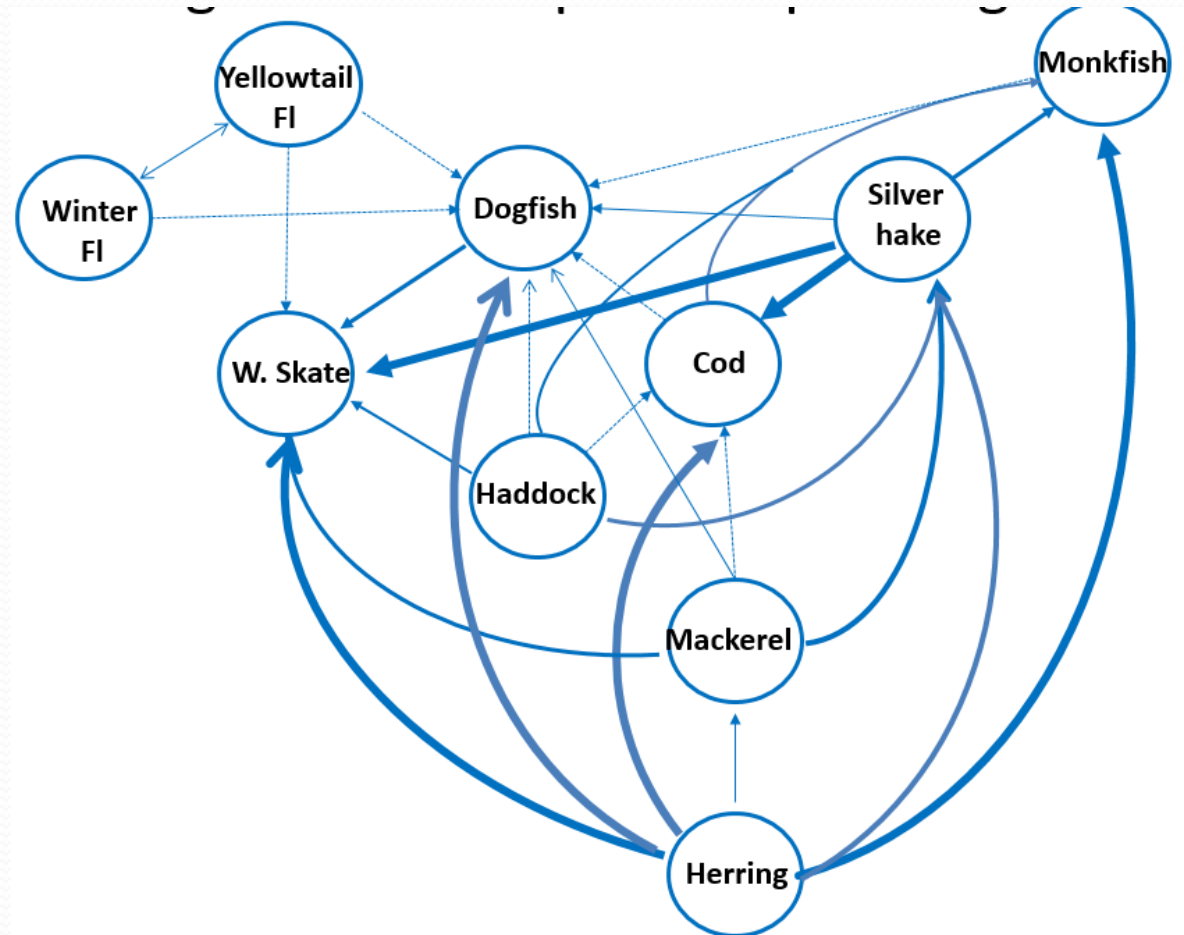 Yellowtail
Fl
Monkfish
Winter
Fl
Dogfish
Silver
hake
W. Skate
Cod
Haddock
Mackerel
Herring